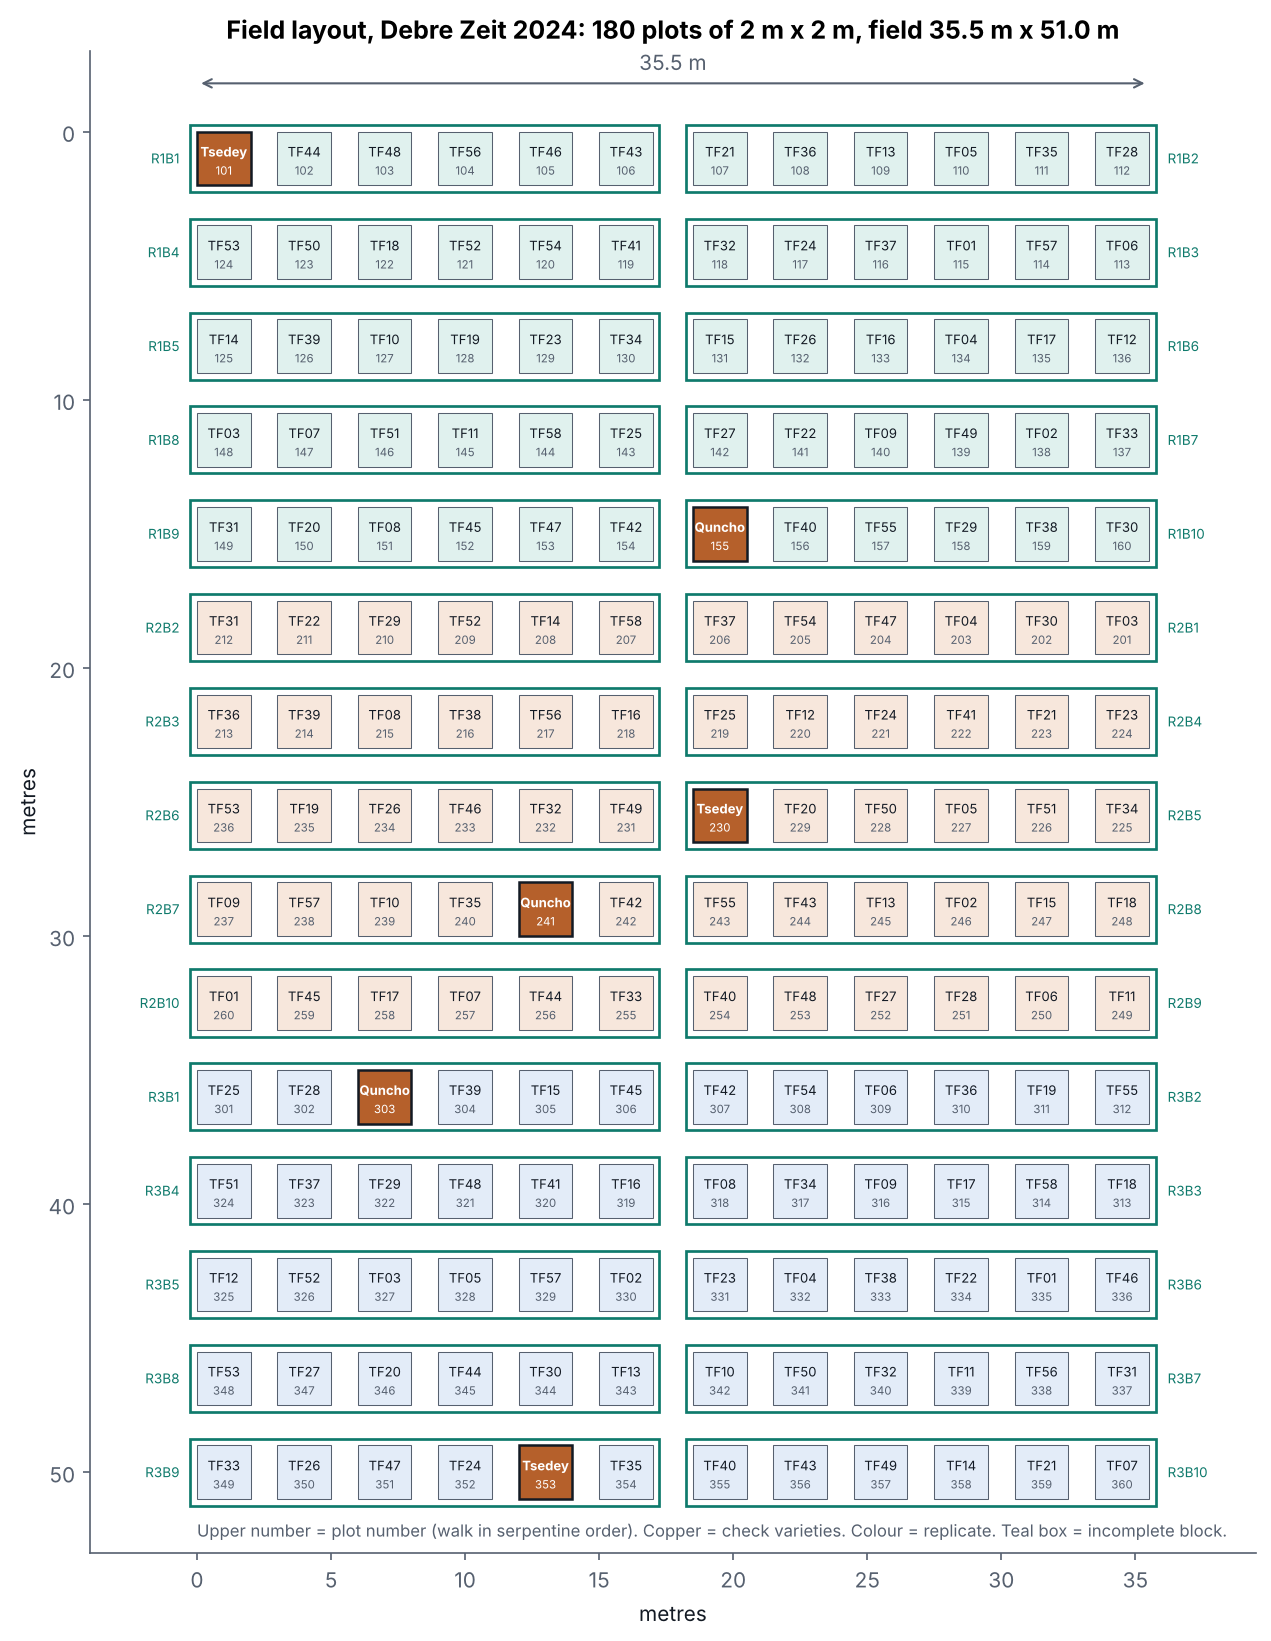 Field layout, Debre Zeit 2024: 180 plots of 2 m x 2 m, field 35.5 m x 51.0 m
35.5 m
0
R1B1 Tsedey TF44 TF48 TF56 TF46 TF43 TF21 TF36 TF13 TF05 TF35 TF28 R1B2
101 102 103 104 105 106 107 108 109 110 111 112
R1B4 TF53 TF50 TF18 TF52 TF54 TF41 TF32 TF24 TF37 TF01 TF57 TF06 R1B3
124 123 122 121 120 119 118 117 116 115 114 113
R1B5 TF14 TF39 TF10 TF19 TF23 TF34 TF15 TF26 TF16 TF04 TF17 TF12 R1B6
125 126 127 128 129 130 131 132 133 134 135 136
10
R1B8 TF03 TF07 TF51 TF11 TF58 TF25 TF27 TF22 TF09 TF49 TF02 TF33 R1B7
148 147 146 145 144 143 142 141 140 139 138 137
R1B9 TF31 TF20 TF08 TF45 TF47 TF42 Quncho TF40 TF55 TF29 TF38 TF30 R1B10
149 150 151 152 153 154 155 156 157 158 159 160
R2B2 TF31 TF22 TF29 TF52 TF14 TF58 TF37 TF54 TF47 TF04 TF30 TF03 R2B1
212 211 210 209 208 207 206 205 204 203 202 201
20
R2B3 TF36 TF39 TF08 TF38 TF56 TF16 TF25 TF12 TF24 TF41 TF21 TF23 R2B4
213 214 215 216 217 218 219 220 221 222 223 224
R2B6 TF53 TF19 TF26 TF46 TF32 TF49 Tsedey TF20 TF50 TF05 TF51 TF34 R2B5
236 235 234 233 232 231 230 229 228 227 226 225
R2B7 TF09 TF57 TF10 TF35 Quncho TF42 TF55 TF43 TF13 TF02 TF15 TF18 R2B8
237 238 239 240 241 242 243 244 245 246 247 248
30
R2B10 TF01 TF45 TF17 TF07 TF44 TF33 TF40 TF48 TF27 TF28 TF06 TF11 R2B9
260 259 258 257 256 255 254 253 252 251 250 249
R3B1 TF25 TF28 Quncho TF39 TF15 TF45 TF42 TF54 TF06 TF36 TF19 TF55 R3B2
301 302 303 304 305 306 307 308 309 310 311 312
R3B4 TF51 TF37 TF29 TF48 TF41 TF16 TF08 TF34 TF09 TF17 TF58 TF18 R3B3
324 323 322 321 320 319 318 317 316 315 314 313
40
R3B5 TF12 TF52 TF03 TF05 TF57 TF02 TF23 TF04 TF38 TF22 TF01 TF46 R3B6
325 326 327 328 329 330 331 332 333 334 335 336
R3B8 TF53 TF27 TF20 TF44 TF30 TF13 TF10 TF50 TF32 TF11 TF56 TF31 R3B7
348 347 346 345 344 343 342 341 340 339 338 337
R3B9 TF33 TF26 TF47 TF24 Tsedey TF35 TF40 TF43 TF49 TF14 TF21 TF07 R3B10
349 350 351 352 353 354 355 356 357 358 359 360
50
metres
Upper number = plot number (walk in serpentine order). Copper = check varieties. Colour = replicate. Teal box = incomplete block.
0 5 10 15 20 25 30 35
metres